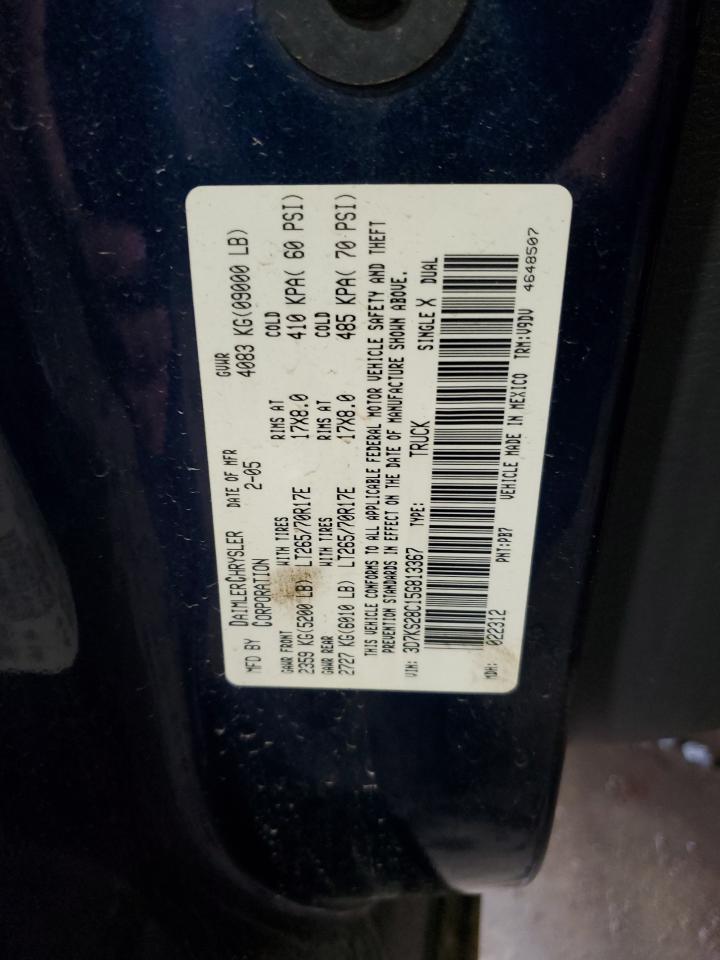 MFD BY DAIMLERCHRYSLER CORPORATION
DATE OF MFR 2-05
GVWR 4083 KG(09000 LB)
GAWR FRONT WITH TIRES RIMS AT COLD
2359 KG(5200 LB) LT265/70R17E 17X8.0 410 KPA( 60 PSI)
GAWR REAR WITH TIRES RIMS AT COLD
2727 KG(6010 LB) LT265/70R17E 17X8.0 485 KPA( 70 PSI)
THIS VEHICLE CONFORMS TO ALL APPLICABLE FEDERAL MOTOR VEHICLE SAFETY AND THEFT
PREVENTION STANDARDS IN EFFECT ON THE DATE OF MANUFACTURE SHOWN ABOVE.
VIN: 3D7KS28C15G813367 TYPE: TRUCK SINGLE X DUAL
MDH: 022312 PNT:PB7 VEHICLE MADE IN MEXICO TRM:V9DV 4648507